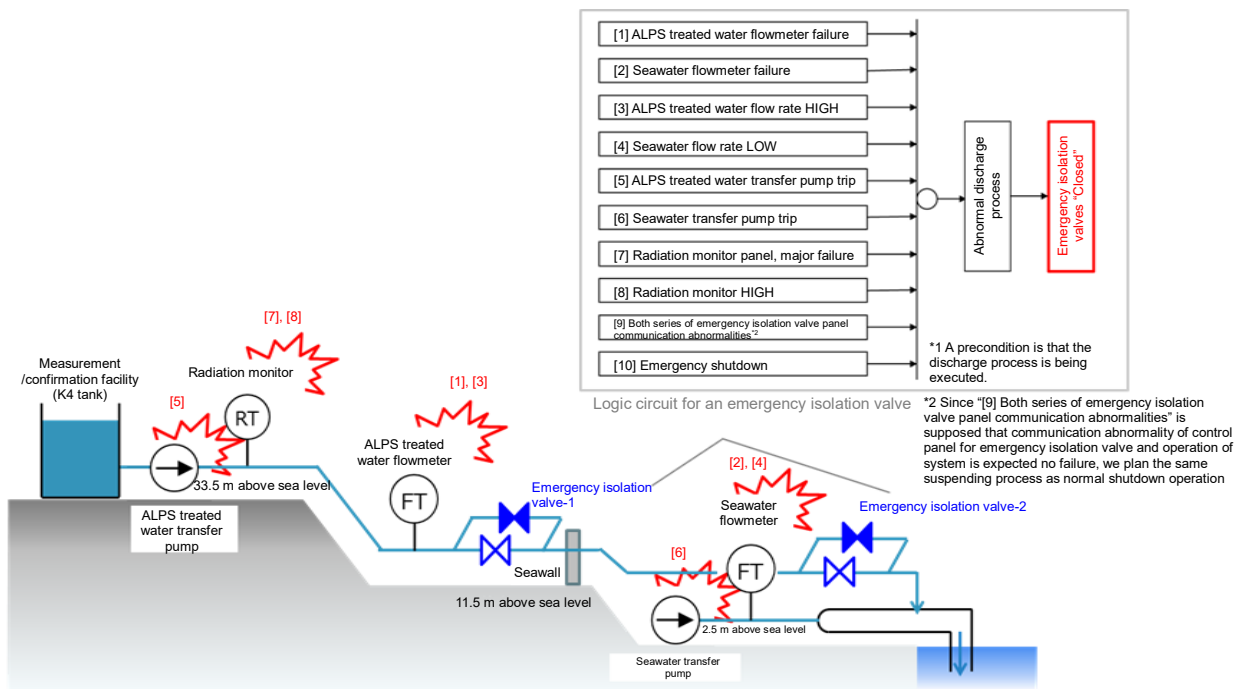 [1] ALPS treated water flowmeter failure
[2] Seawater flowmeter failure
[3] ALPS treated water flow rate HIGH
[4] Seawater flow rate LOW
[5] ALPS treated water transfer pump trip
[6] Seawater transfer pump trip
[7] Radiation monitor panel, major failure
[8] Radiation monitor HIGH
[9] Both series of emergency isolation valve panel
communication abnormalities*2
[10] Emergency shutdown
Abnormal discharge
process
Emergency isolation
valves "Closed"
*1 A precondition is that the
discharge process is being
executed.
Logic circuit for an emergency isolation valve
*2 Since "[9] Both series of emergency isolation
valve panel communication abnormalities" is
supposed that communication abnormality of control
panel for emergency isolation valve and operation of
system is expected no failure, we plan the same
suspending process as normal shutdown operation
Measurement
/confirmation facility
(K4 tank)
[7], [8]
Radiation monitor
[5]
RT
33.5 m above sea level
ALPS treated
water transfer
pump
[1], [3]
ALPS treated
water flowmeter
FT
Emergency isolation
valve-1
Seawall
11.5 m above sea level
[2], [4]
Seawater
flowmeter
FT
Emergency isolation valve-2
[6]
2.5 m above sea level
Seawater transfer
pump